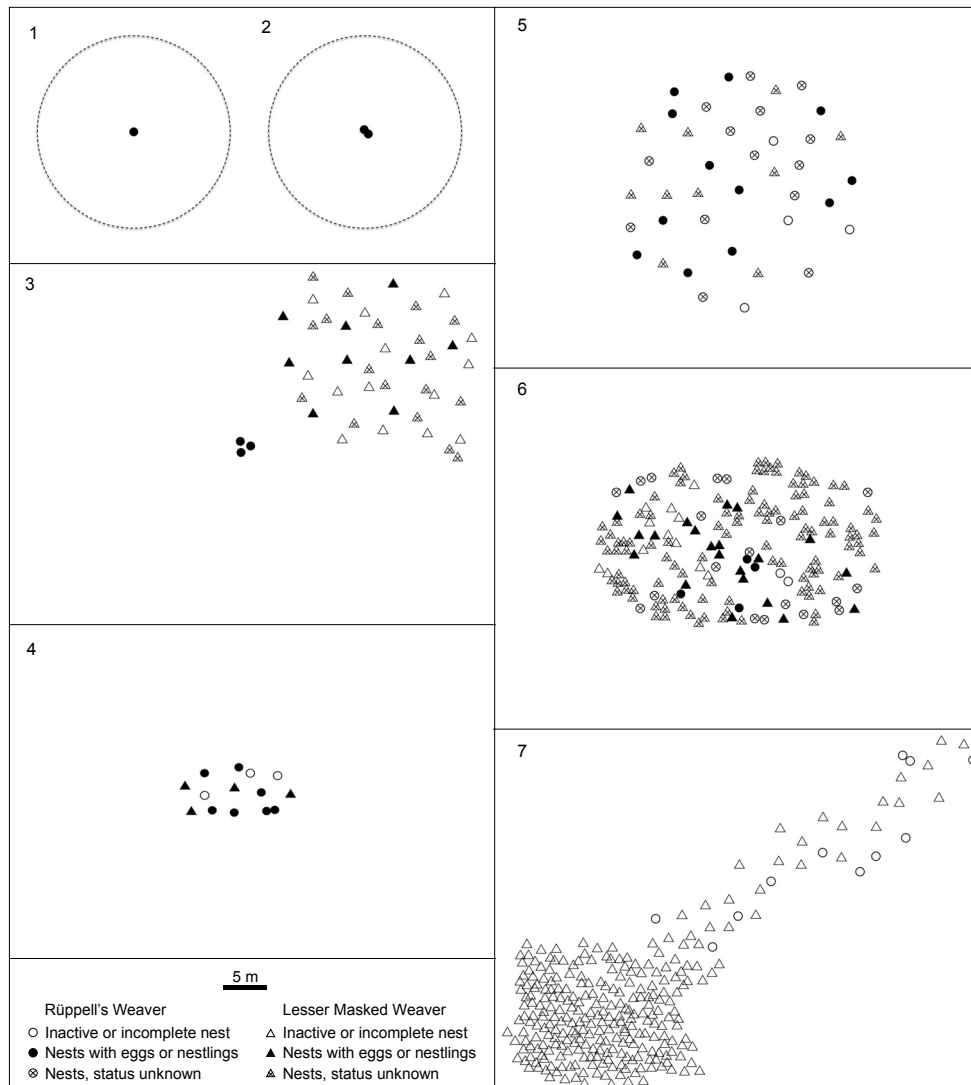 1
2
3
4
5 m
Rüppell's Weaver
Inactive or incomplete nest
Nests with eggs or nestlings
Nests, status unknown
Lesser Masked Weaver
Inactive or incomplete nest
Nests with eggs or nestlings
Nests, status unknown
5
6
7